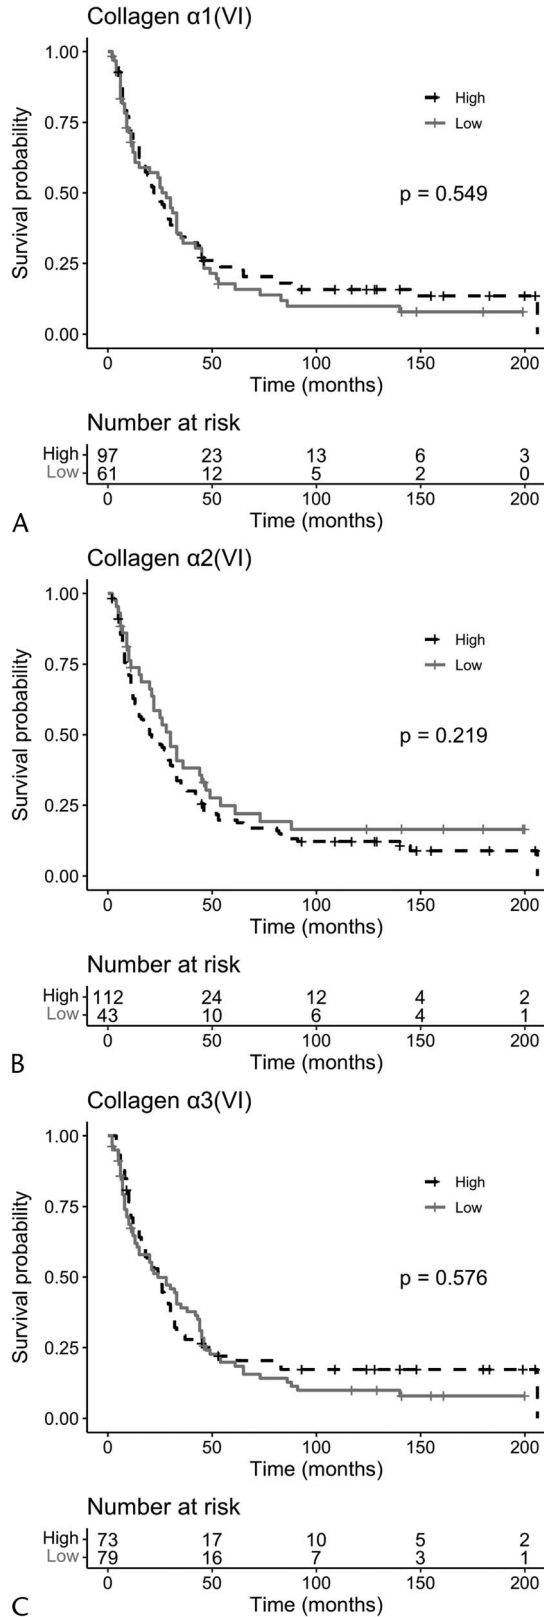 Collagen α1(VI)
1.00
0.75
0.50
0.25
0.00
Survival probability
High
Low
p = 0.549
0 50 100 150 200
Time (months)
Number at risk
High 97 23 13 6 3
Low 61 12 5 2 0
0 50 100 150 200
Time (months)
A
Collagen α2(VI)
1.00
0.75
0.50
0.25
0.00
Survival probability
High
Low
p = 0.219
0 50 100 150 200
Time (months)
Number at risk
High 112 24 12 4 2
Low 43 10 6 4 1
0 50 100 150 200
Time (months)
B
Collagen α3(VI)
1.00
0.75
0.50
0.25
0.00
Survival probability
High
Low
p = 0.576
0 50 100 150 200
Time (months)
Number at risk
High 73 17 10 5 2
Low 79 16 7 3 1
0 50 100 150 200
Time (months)
C